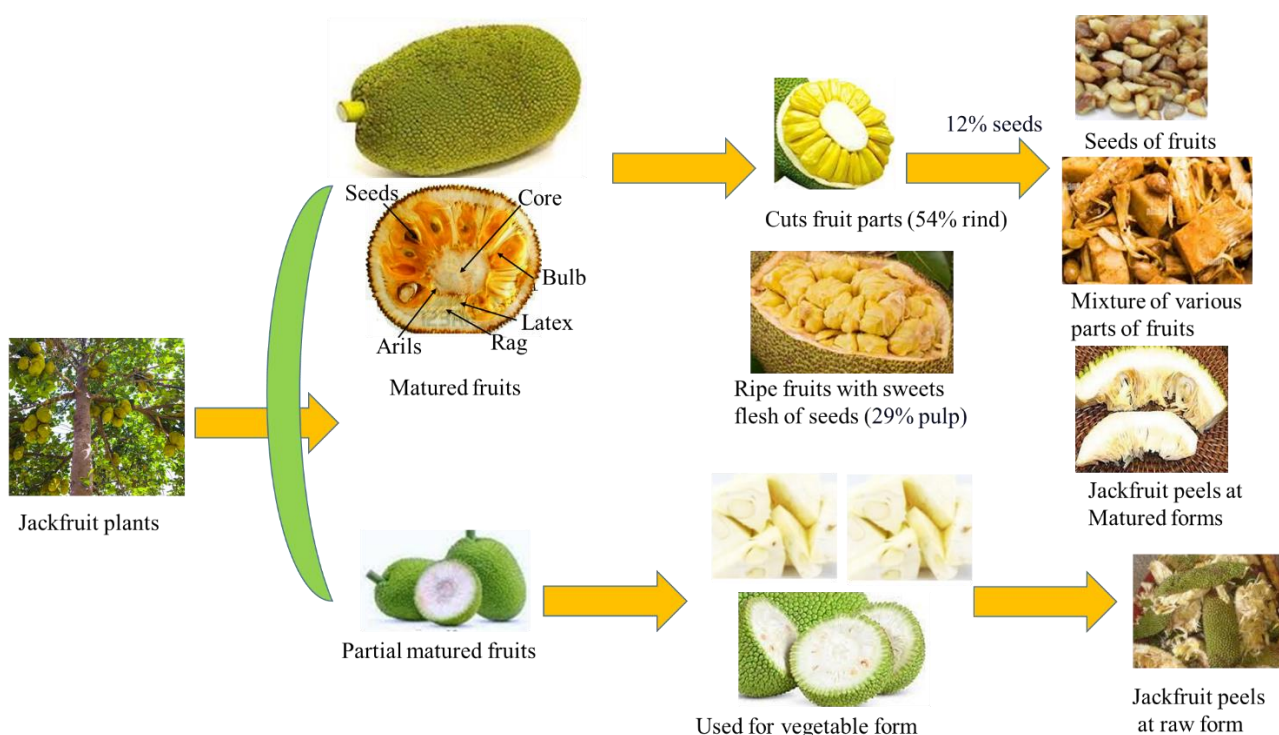 12% seeds
Seeds of fruits
Seeds
Core
Cuts fruit parts (54% rind)
Bulb
Mixture of various
parts of fruits
Latex
Arils
Rag
Matured fruits
Ripe fruits with sweets
flesh of seeds (29% pulp)
Jackfruit plants
Jackfruit peels at
Matured forms
Partial matured fruits
Jackfruit peels
at raw form
Used for vegetable form